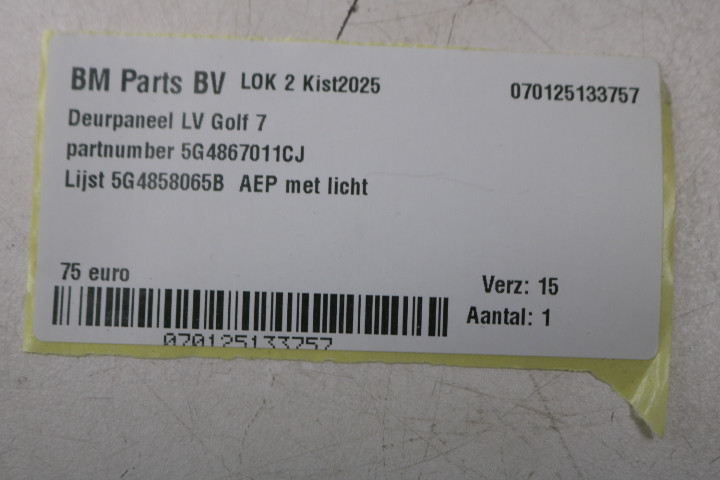 BM Parts BV LOK 2 Kist2025 070125133757
Deurpaneel LV Golf 7
partnumber 5G4867011CJ
Lijst 5G4858065B AEP met licht
75 euro Verz: 15
Aantal: 1
070125133757